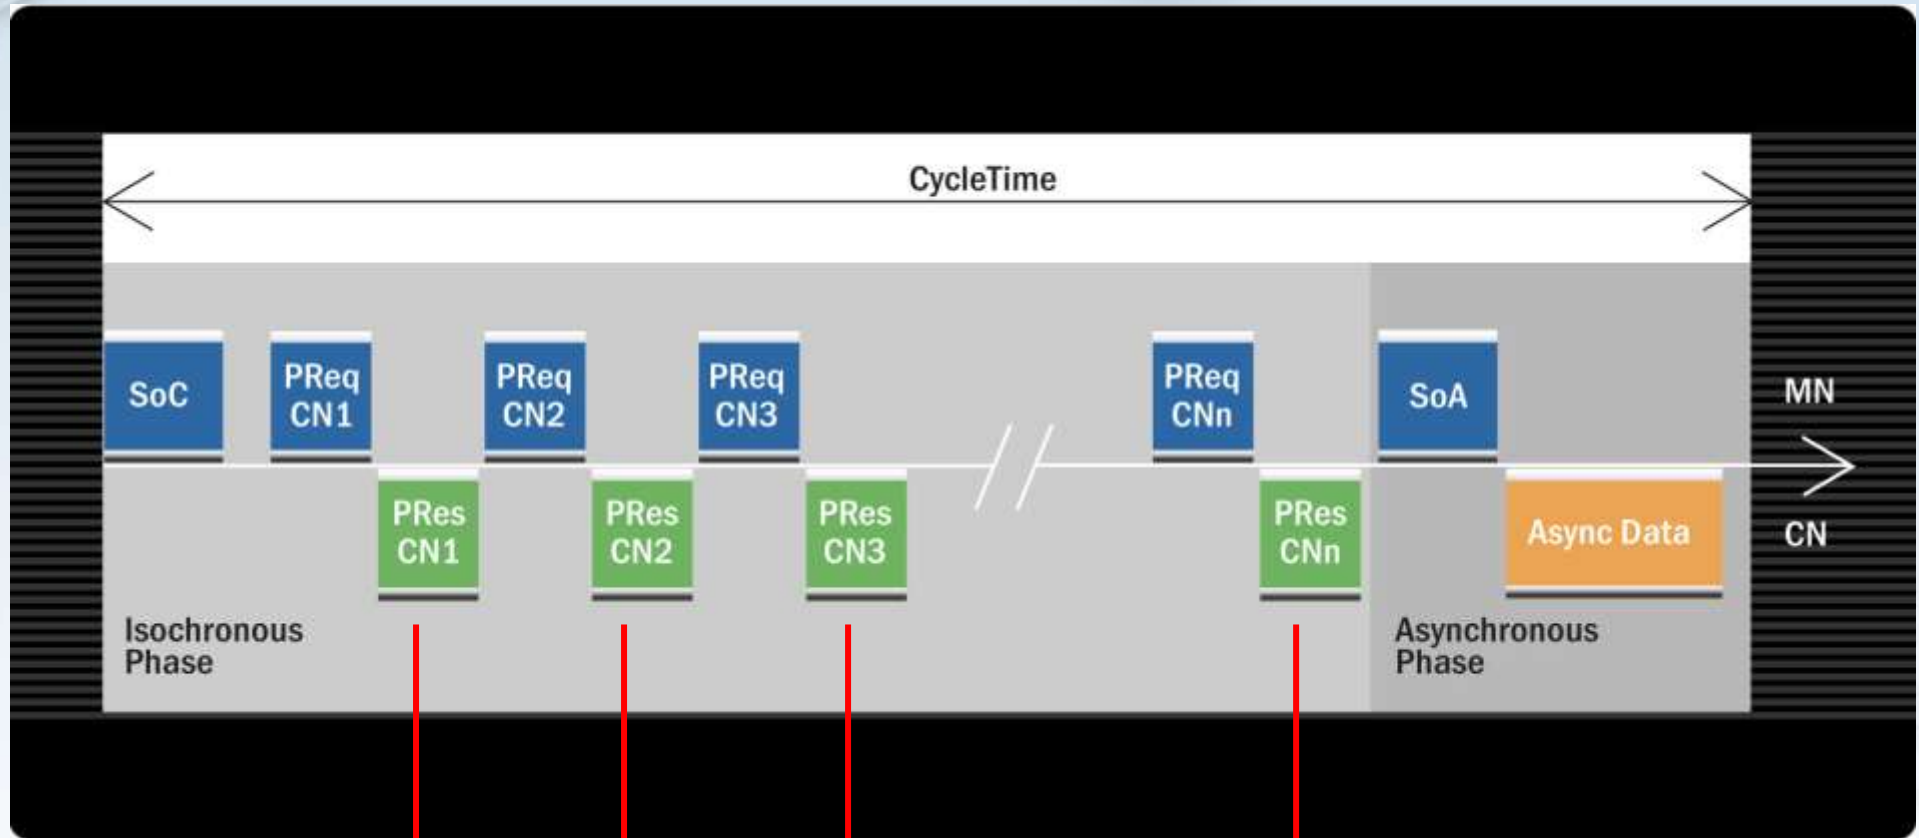 CycleTime
SoC
PReq
CN1
PReq
CN2
PReq
CN3
PReq
CNn
SoA
MN
PRes
CN1
PRes
CN2
PRes
CN3
PRes
CNn
Async Data
CN
Isochronous
Phase
Asynchronous
Phase